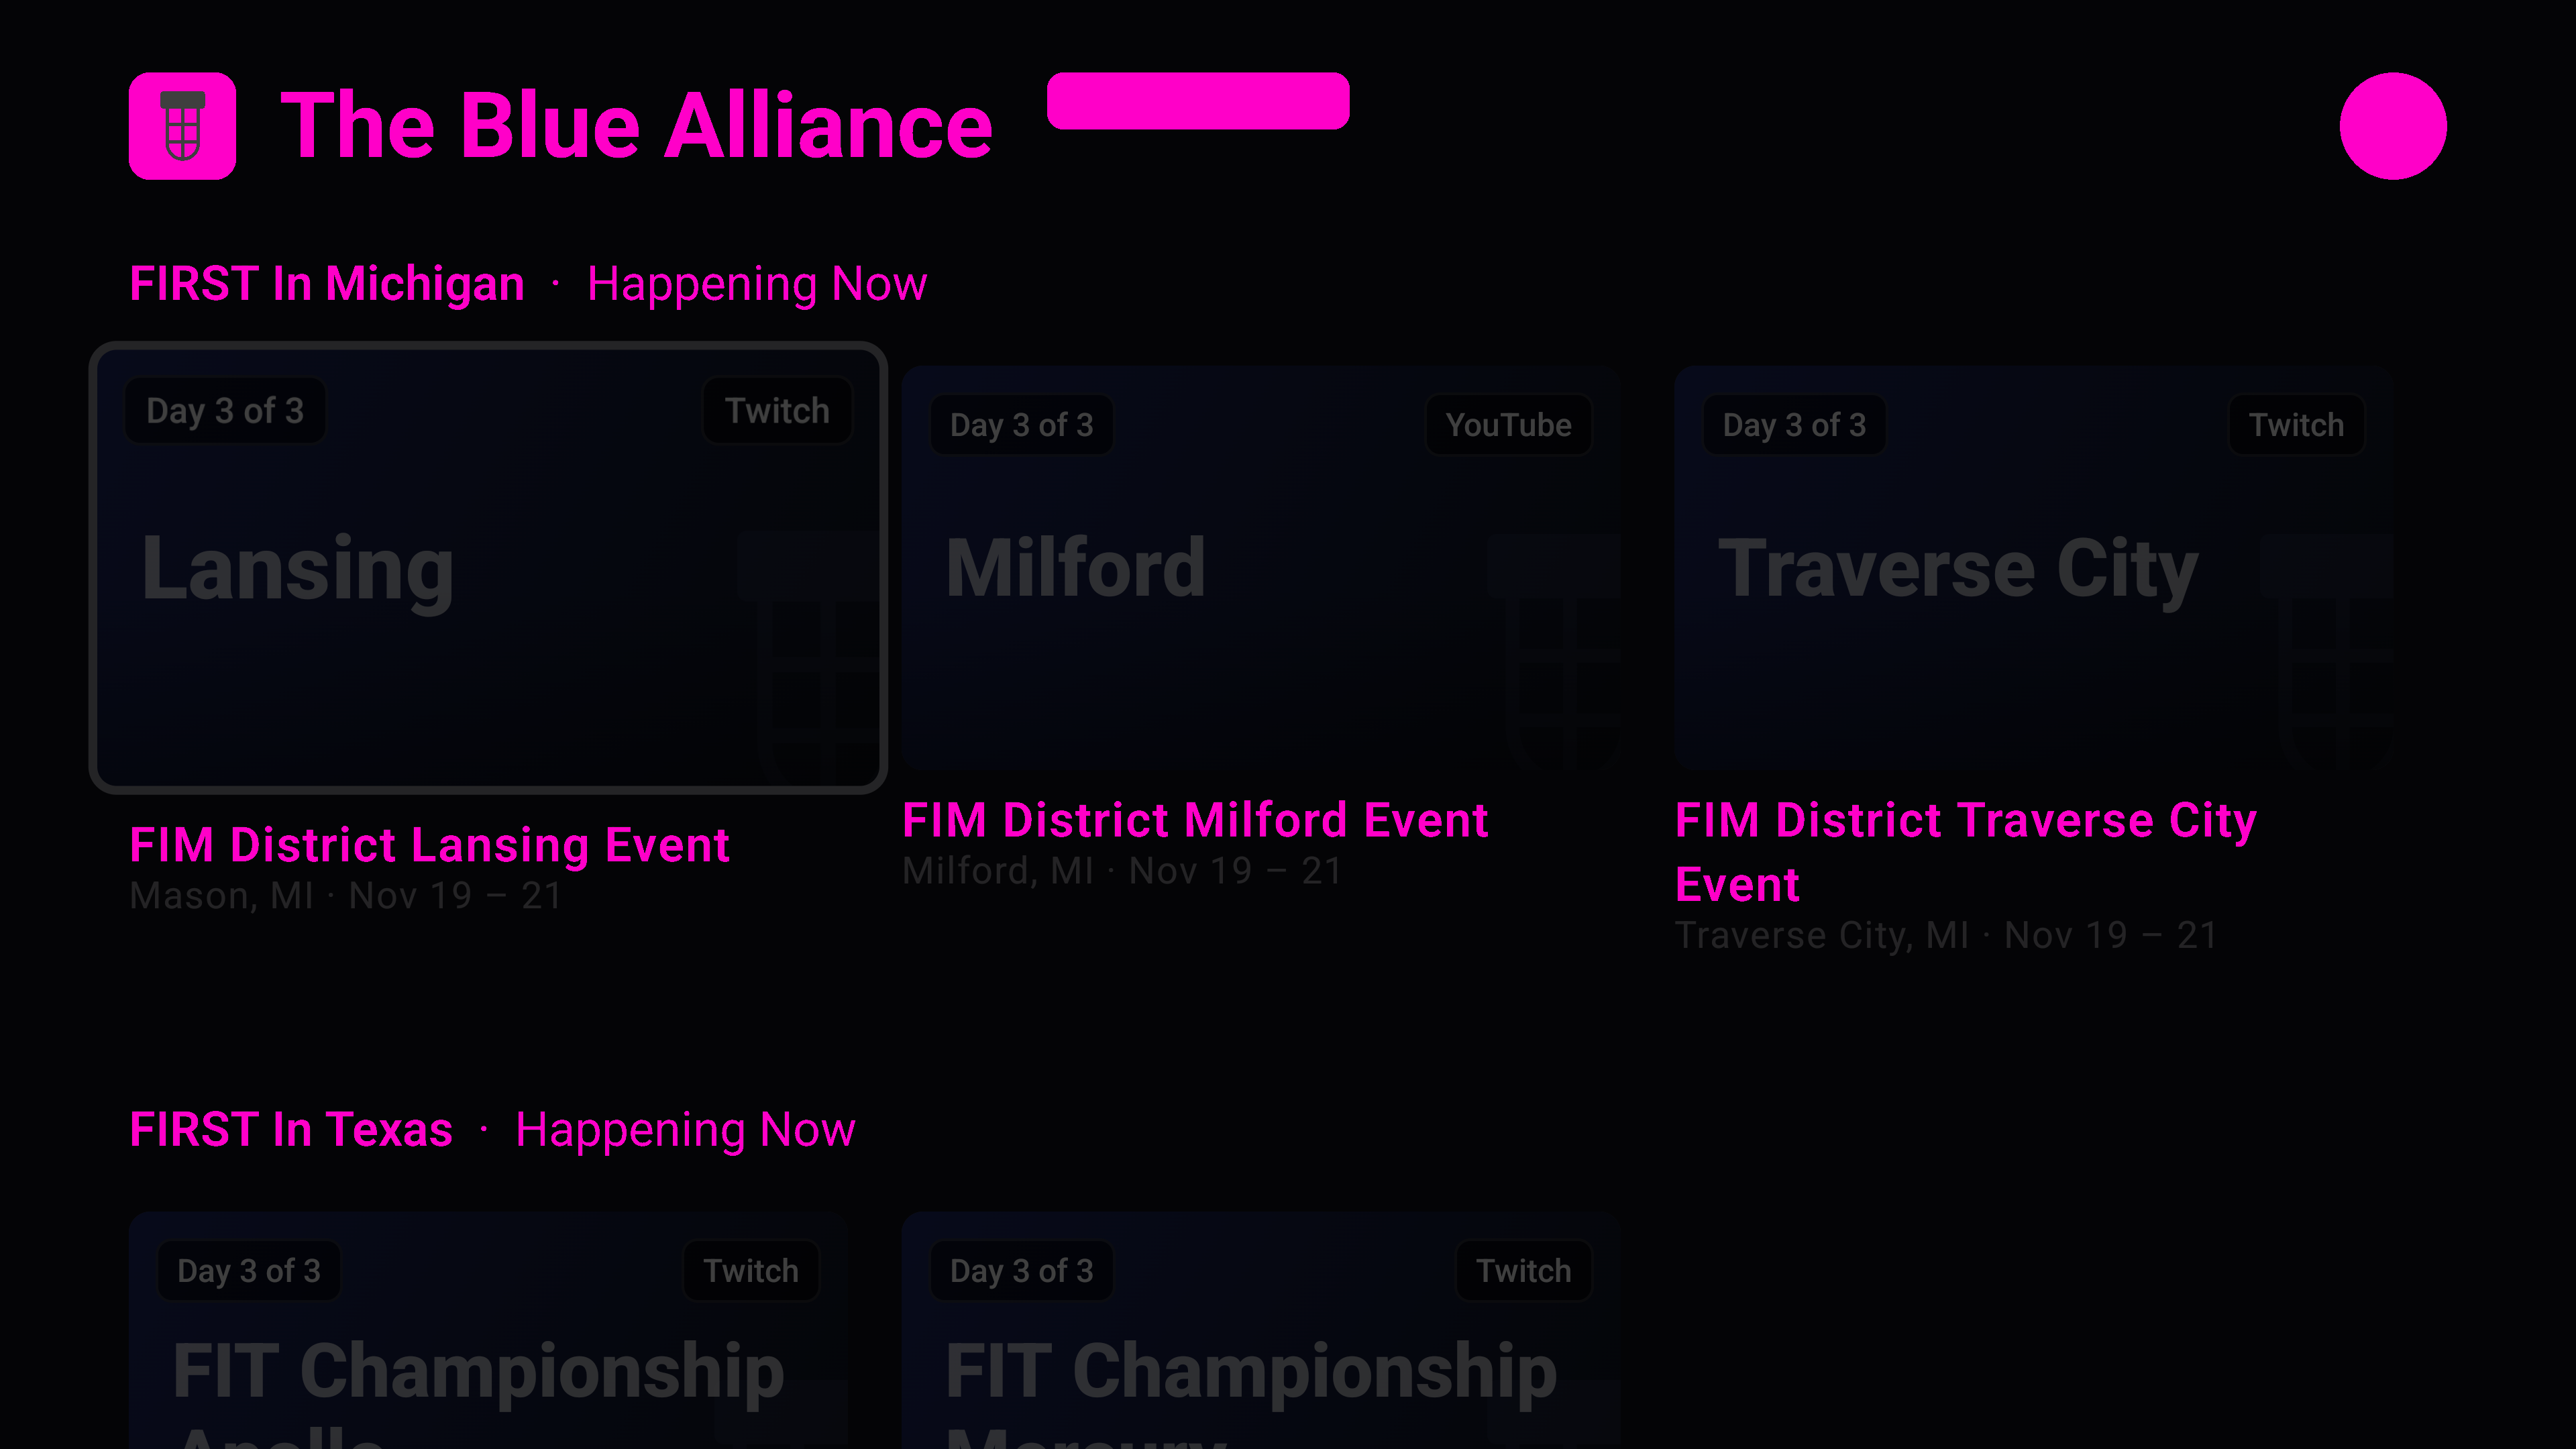 The Blue Alliance
FIRST In Michigan · Happening Now
Day 3 of 3
Twitch
Lansing
FIM District Lansing Event
Mason, MI · Nov 19 – 21
Day 3 of 3
YouTube
Milford
FIM District Milford Event
Milford, MI · Nov 19 – 21
Day 3 of 3
Twitch
Traverse City
FIM District Traverse City
Event
Traverse City, MI · Nov 19 – 21
FIRST In Texas · Happening Now
Day 3 of 3
Twitch
FIT Championship
Apollo
Day 3 of 3
Twitch
FIT Championship
Mercury